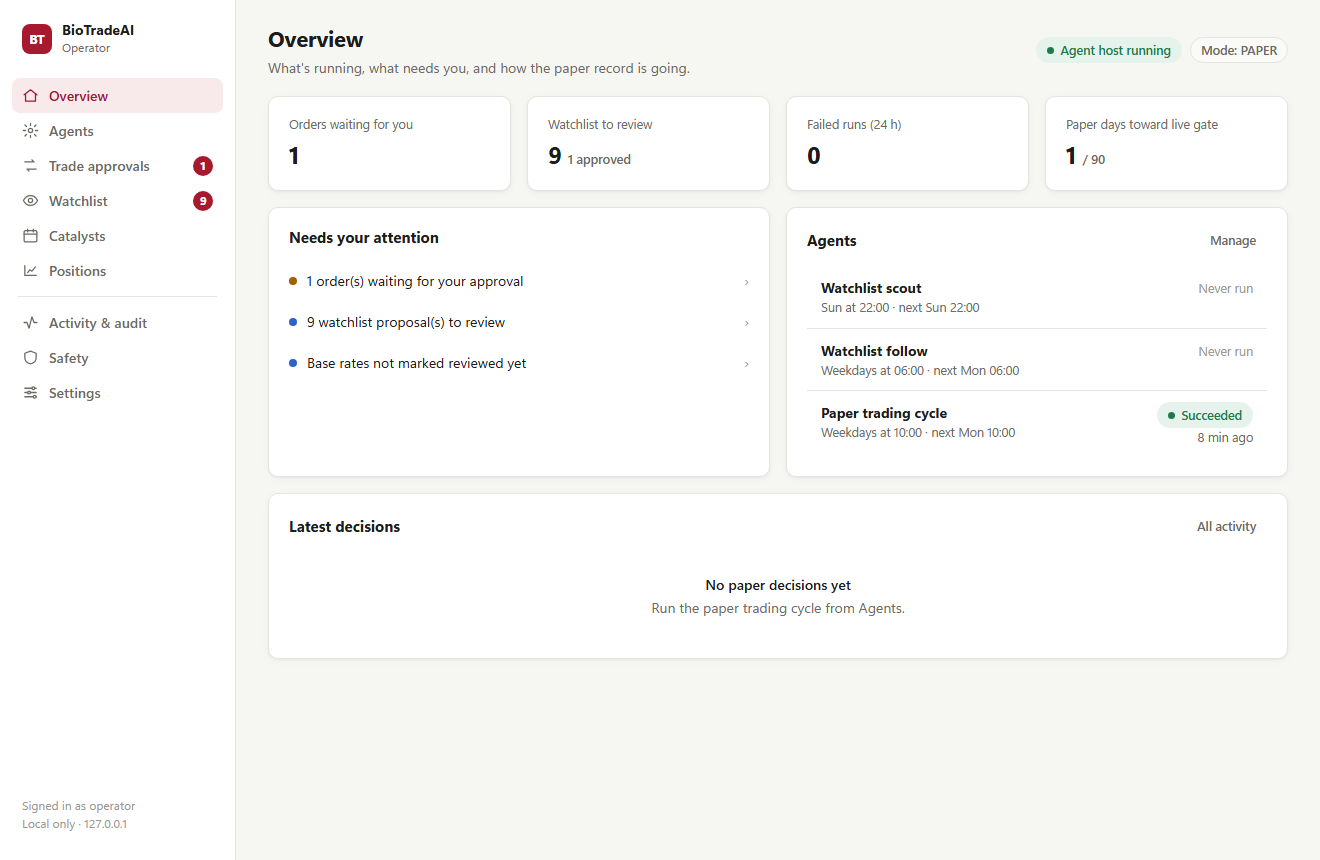 BT
BioTradeAI
Operator
Overview
Agents
Trade approvals 1
Watchlist 9
Catalysts
Positions
Activity & audit
Safety
Settings
Signed in as operator
Local only · 127.0.0.1
Overview
What's running, what needs you, and how the paper record is going.
Agent host running
Mode: PAPER
Orders waiting for you
1
Watchlist to review
9 1 approved
Failed runs (24 h)
0
Paper days toward live gate
1 / 90
Needs your attention
1 order(s) waiting for your approval ›
9 watchlist proposal(s) to review ›
Base rates not marked reviewed yet ›
Agents
Manage
Watchlist scout
Never run
Sun at 22:00 · next Sun 22:00
Watchlist follow
Never run
Weekdays at 06:00 · next Mon 06:00
Paper trading cycle
Succeeded
Weekdays at 10:00 · next Mon 10:00
8 min ago
Latest decisions
All activity
No paper decisions yet
Run the paper trading cycle from Agents.